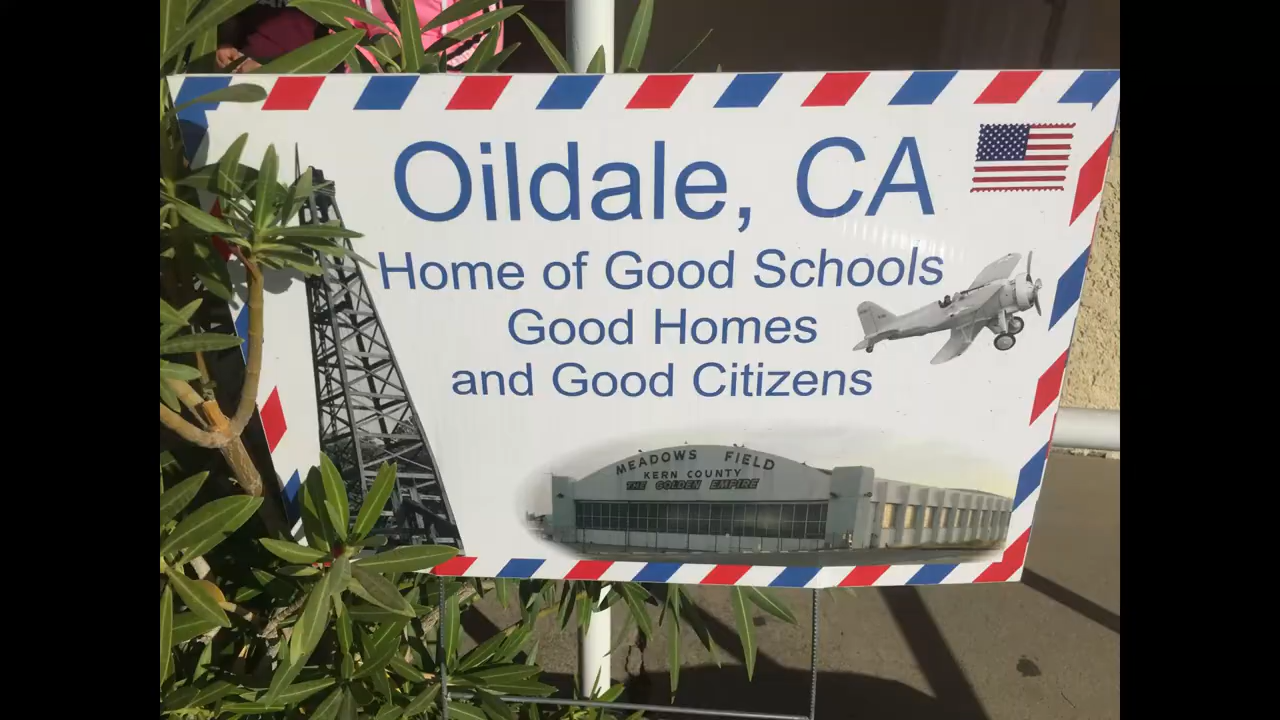 Oildale, CA
Home of Good Schools
Good Homes
and Good Citizens
MEADOWS FIELD
KERN COUNTY
THE GOLDEN EMPIRE